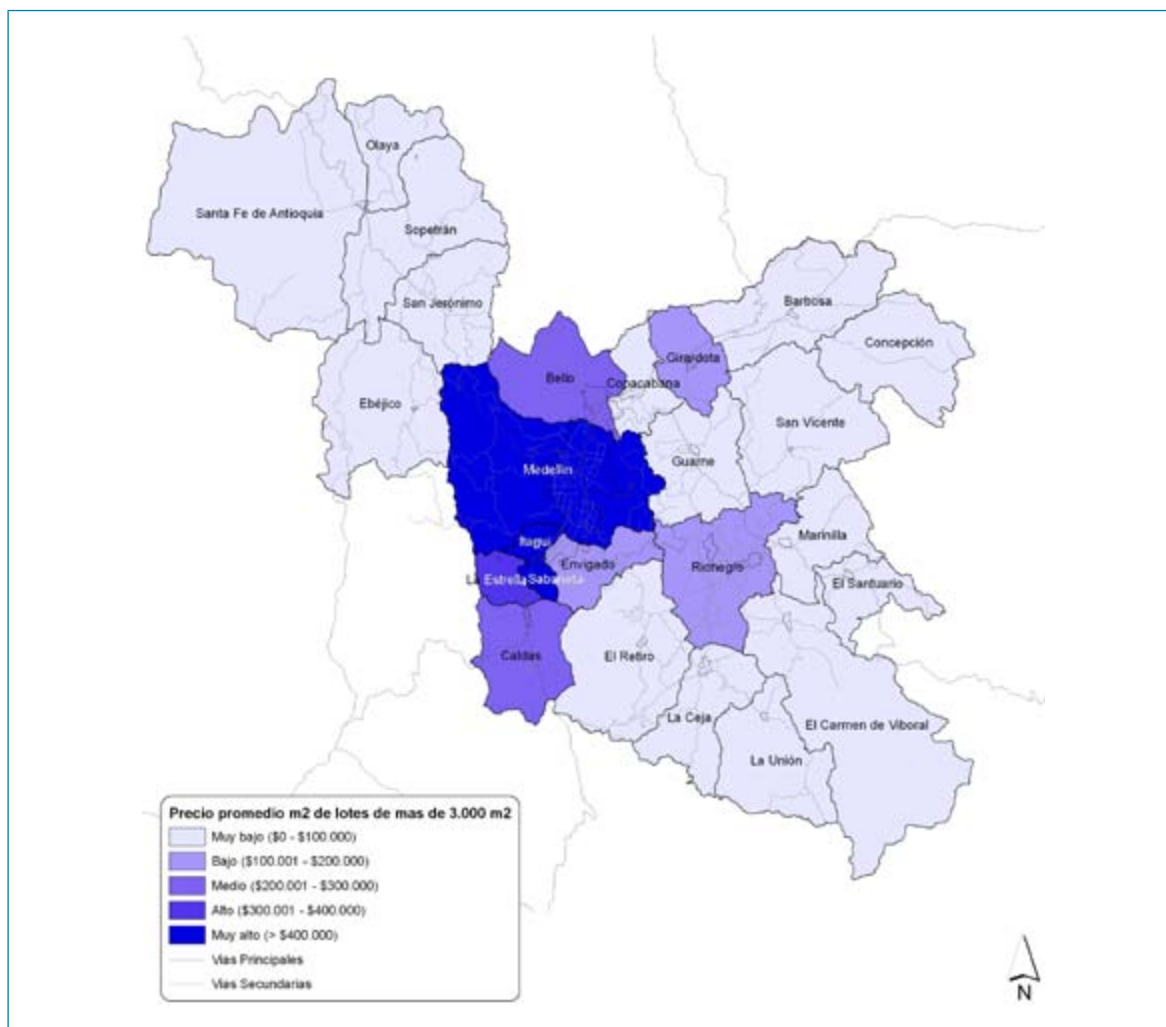 Olaya
Santa Fe de Antioquia
Sopetrán
San Jerónimo
Barbosa
Concepción
Girardota
Copacabana
Bello
Ebéjico
San Vicente
Guarne
Medellín
Marinilla
Itagui
Envigado
Rionegro
La Estrella
Sabaneta
El Santuario
Caldas
El Retiro
La Ceja
El Carmen de Viboral
La Unión
Precio promedio m2 de lotes de mas de 3.000 m2
Muy bajo ($0 - $100.000)
Bajo ($100.001 - $200.000)
Medio ($200.001 - $300.000)
Alto ($300.001 - $400.000)
Muy alto (> $400.000)
Vias Principales
Vias Secundarias
N